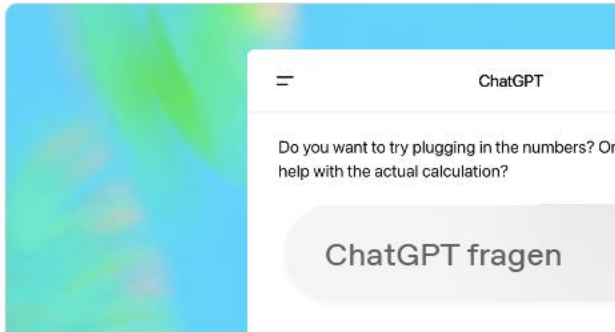 ChatGPT
Do you want to try plugging in the numbers? Or
help with the actual calculation?
ChatGPT fragen